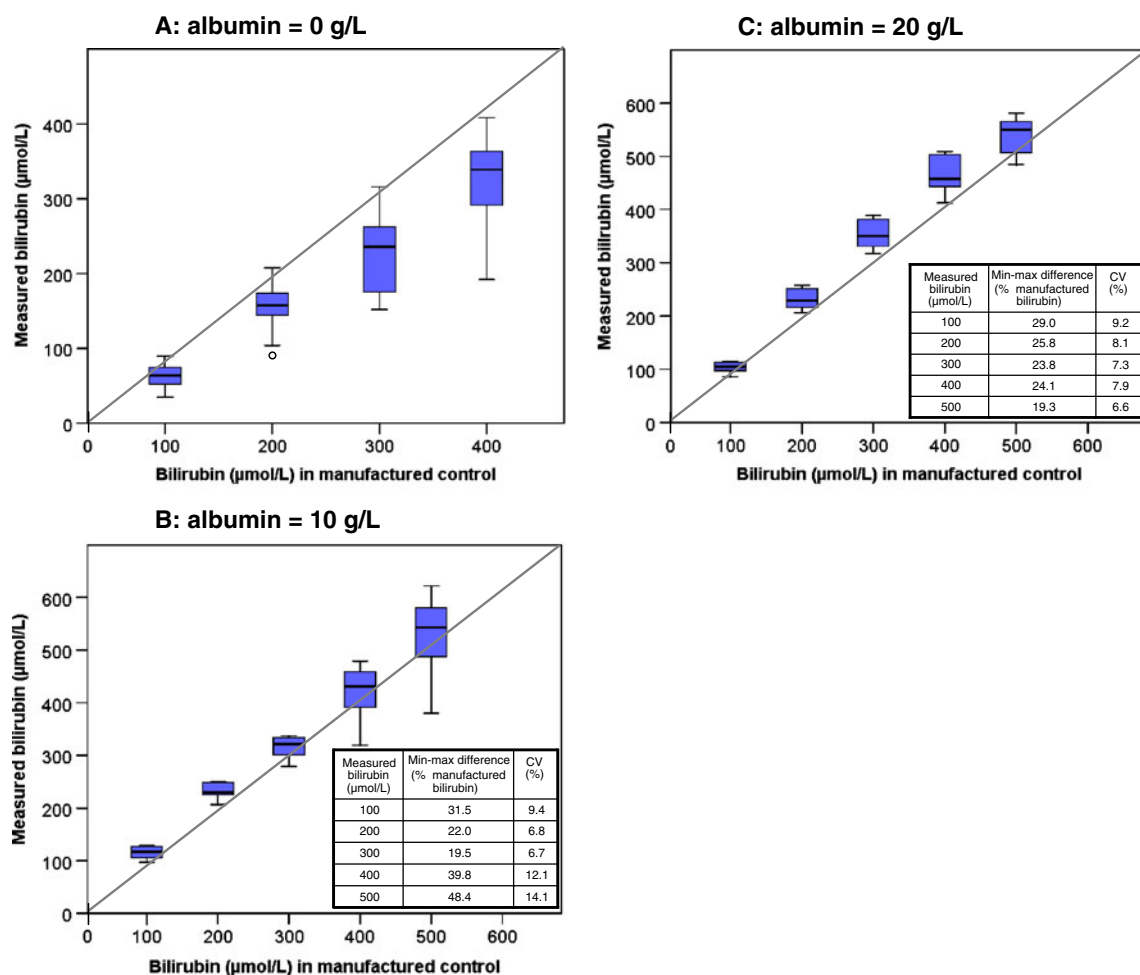 A: albumin = 0 g/L
Measured bilirubin (µmol/L)
400
300
200
100
0
0 100 200 300 400
Bilirubin (µmol/L) in manufactured control
C: albumin = 20 g/L
Measured bilirubin (µmol/L)
600
500
400
300
200
100
0
0 100 200 300 400 500 600
Bilirubin (µmol/L) in manufactured control
Measured bilirubin (µmol/L) Min-max difference (% manufactured bilirubin) CV (%)
100 29.0 9.2
200 25.8 8.1
300 23.8 7.3
400 24.1 7.9
500 19.3 6.6
B: albumin = 10 g/L
Measured bilirubin (µmol/L)
600
500
400
300
200
100
0
0 100 200 300 400 500 600
Bilirubin (µmol/L) in manufactured control
Measured bilirubin (µmol/L) Min-max difference (% manufactured bilirubin) CV (%)
100 31.5 9.4
200 22.0 6.8
300 19.5 6.7
400 39.8 12.1
500 48.4 14.1